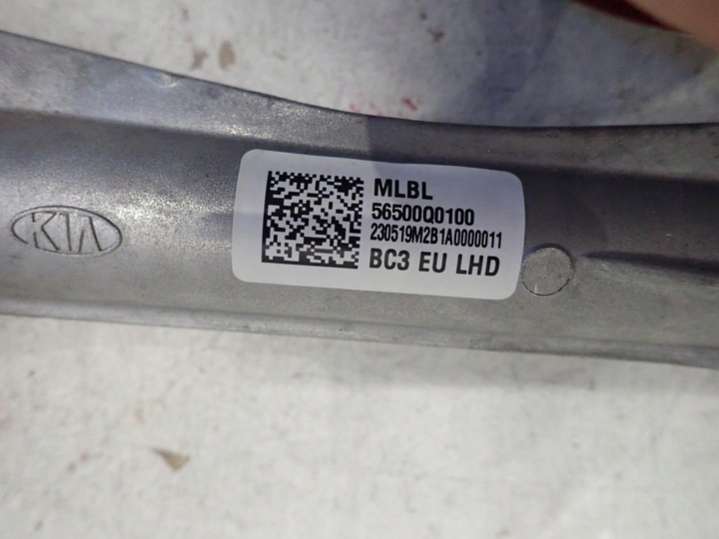 KIA
MLBL
56500Q0100
230519M2B1A0000011
BC3 EU LHD